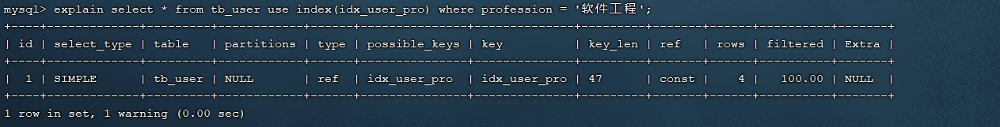 mysql> explain select * from tb_user use index(idx_user_pro) where profession = '软件工程';
+----+-------------+---------+------------+------+---------------+--------------+---------+-------+------+----------+-------+
| id | select_type | table   | partitions | type | possible_keys | key          | key_len | ref   | rows | filtered | Extra |
+----+-------------+---------+------------+------+---------------+--------------+---------+-------+------+----------+-------+
|  1 | SIMPLE      | tb_user | NULL       | ref  | idx_user_pro  | idx_user_pro | 47      | const |    4 |   100.00 | NULL  |
+----+-------------+---------+------------+------+---------------+--------------+---------+-------+------+----------+-------+
1 row in set, 1 warning (0.00 sec)